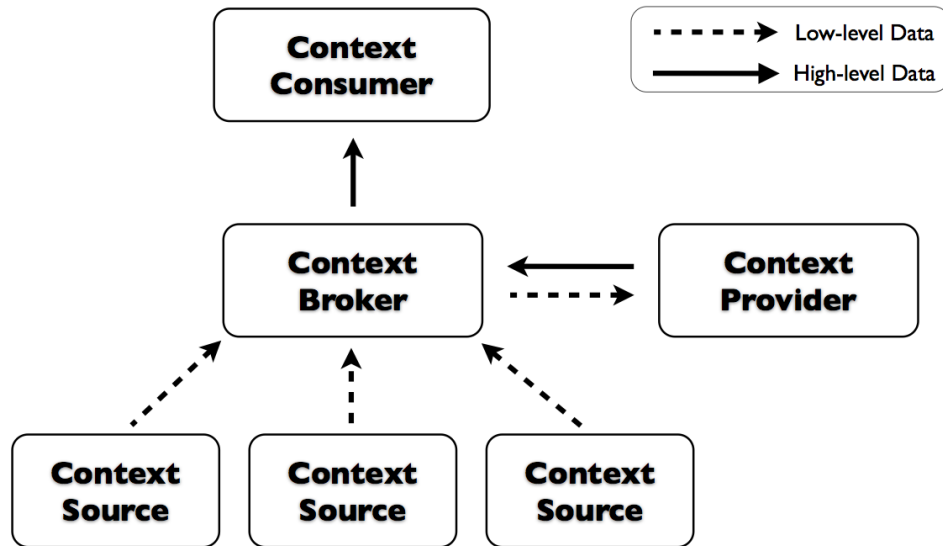 Context
Consumer
Low-level Data
High-level Data
Context
Broker
Context
Provider
Context
Source
Context
Source
Context
Source